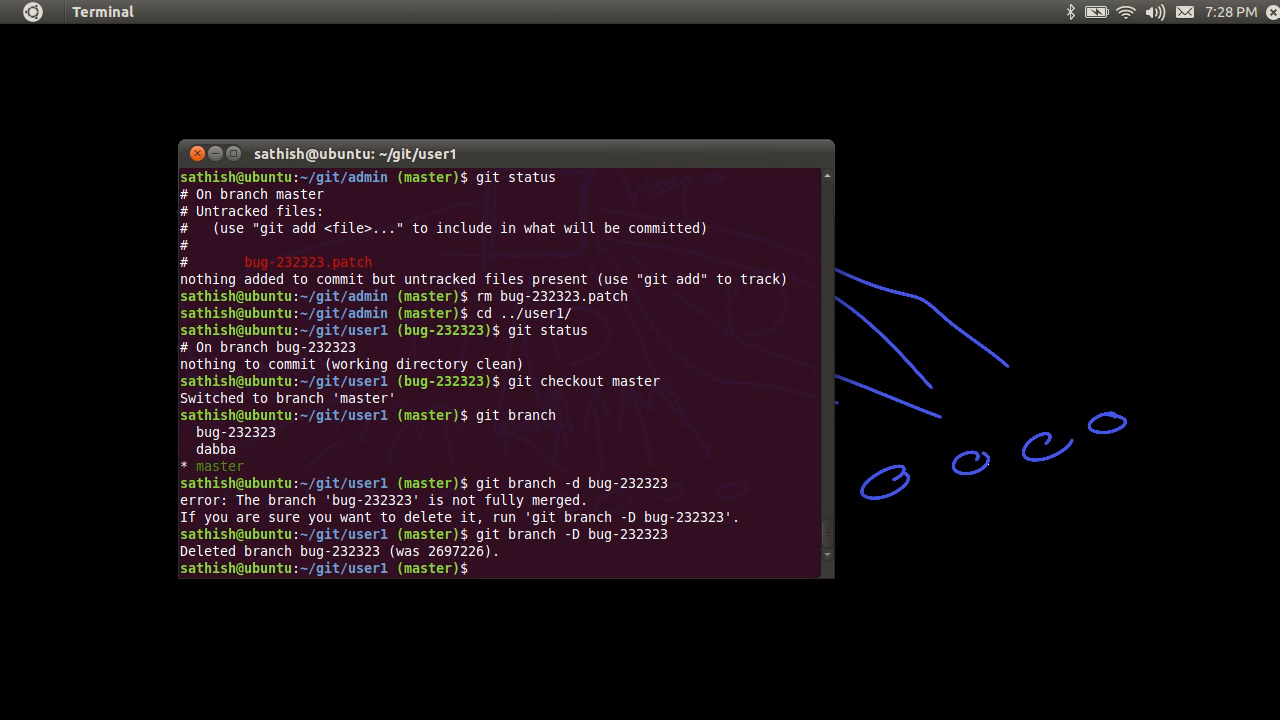 Terminal
7:28 PM
sathish@ubuntu: ~/git/user1
sathish@ubuntu:~/git/admin (master)$ git status
# On branch master
# Untracked files:
#   (use "git add <file>..." to include in what will be committed)
#
#       bug-232323.patch
nothing added to commit but untracked files present (use "git add" to track)
sathish@ubuntu:~/git/admin (master)$ rm bug-232323.patch
sathish@ubuntu:~/git/admin (master)$ cd ../user1/
sathish@ubuntu:~/git/user1 (bug-232323)$ git status
# On branch bug-232323
nothing to commit (working directory clean)
sathish@ubuntu:~/git/user1 (bug-232323)$ git checkout master
Switched to branch 'master'
sathish@ubuntu:~/git/user1 (master)$ git branch
  bug-232323
  dabba
* master
sathish@ubuntu:~/git/user1 (master)$ git branch -d bug-232323
error: The branch 'bug-232323' is not fully merged.
If you are sure you want to delete it, run 'git branch -D bug-232323'.
sathish@ubuntu:~/git/user1 (master)$ git branch -D bug-232323
Deleted branch bug-232323 (was 2697226).
sathish@ubuntu:~/git/user1 (master)$